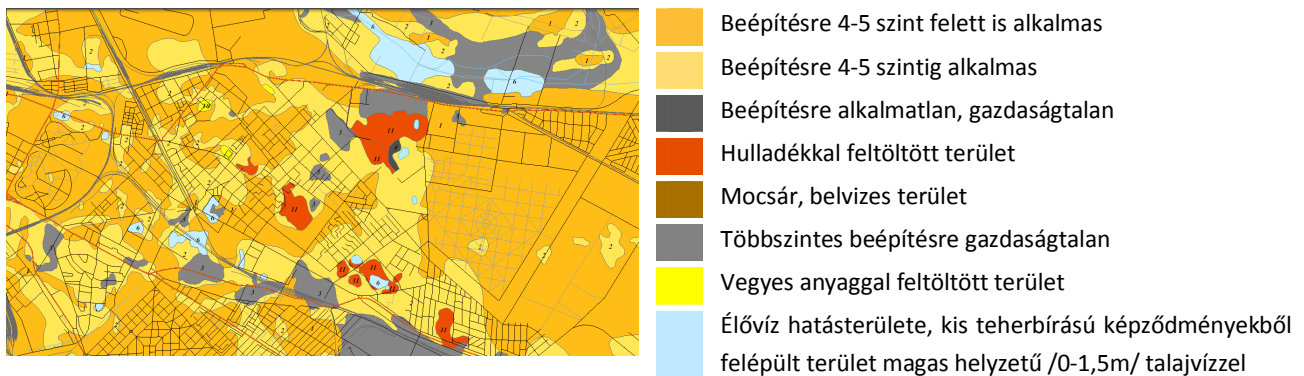 Beépítésre 4-5 szint felett is alkalmas
Beépítésre 4-5 szintig alkalmas
Beépítésre alkalmatlan, gazdaságtalan
Hulladékkal feltöltött terület
Mocsár, belvizes terület
Többszintes beépítésre gazdaságtalan
Vegyes anyaggal feltöltött terület
Élővíz hatásterülete, kis teherbírású képződményekből
felépült terület magas helyzetű /0-1,5m/ talajvízzel